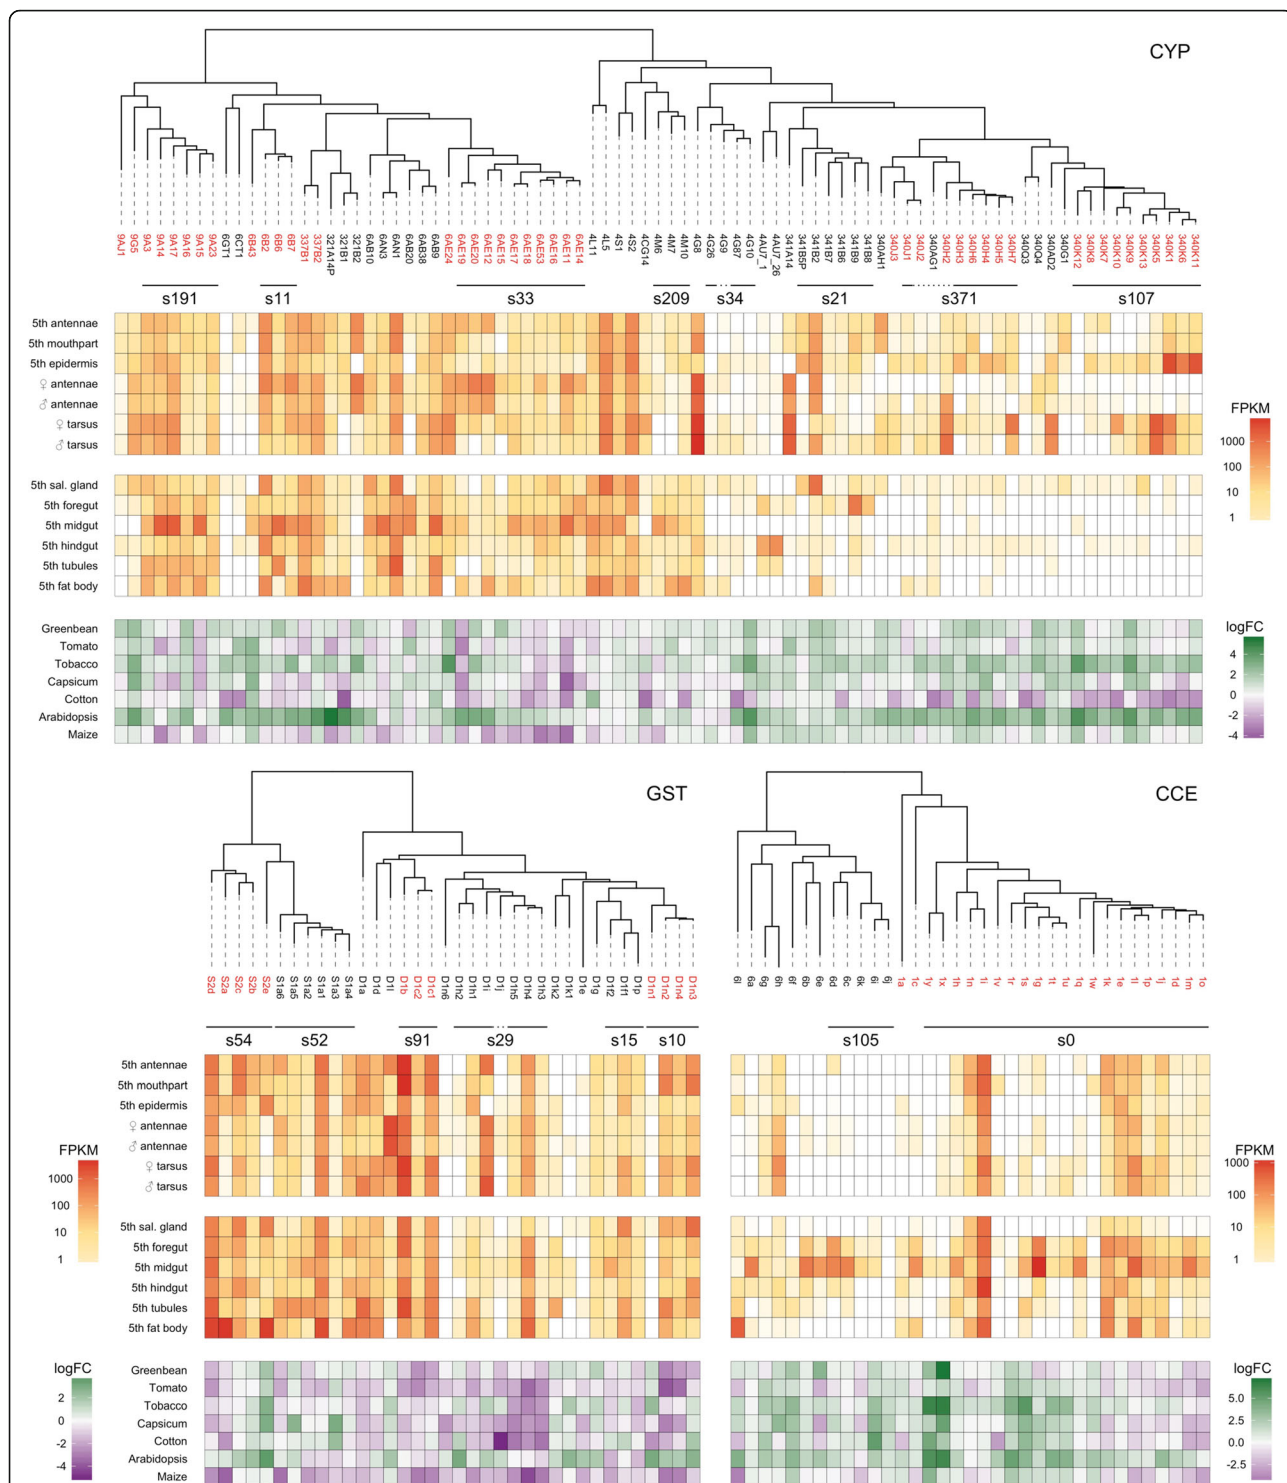 CYP
9AJ1 9G5 9A3 9A14 9A17 9A16 9A15 9A23 6GT1 6CT1 6B43 6B2 6B6 6B7 337B1 337B2 321A14P 321B1 321B2 6AB10 6AN3 6AN1 6AB20 6AB38 6AB9 6AE24 6AE19 6AE20 6AE12 6AE15 6AE17 6AE18 6AE53 6AE16 6AE11 6AE14 4L11 4L5 4S1 4S2 4CG14 4M6 4M7 4M10 4G8 4G26 4G9 4G87 4G10 4AU7_1 4AU7_26 341A14 341B5P 341B2 341B7 341B6 341B9 341B8 340AH1 340U3 340J1 340J2 340AG1 340H2 340H3 340H6 340H4 340H5 340H7 340Q3 340Q4 340AD2 340G1 340K12 340K8 340K7 340K10 340K9 340K13 340K5 340K1 340K6 340K11
s191 s11 s33 s209 s34 s21 s371 s107
5th antennae
5th mouthpart
5th epidermis
♀ antennae
♂ antennae
♀ tarsus
♂ tarsus
FPKM
1000
100
10
1
5th sal. gland
5th foregut
5th midgut
5th hindgut
5th tubules
5th fat body
Greenbean
Tomato
Tobacco
Capsicum
Cotton
Arabidopsis
Maize
logFC
4
2
0
-2
-4
GST
S2d S2a S2c S2b S2e S1a6 S1a5 S1a2 S1a1 S1a3 S1a4 D1a D1d D1l D1b D1c2 D1c1 D1n6 D1h2 D1h1 D1i D1j D1h5 D1h4 D1h3 D1k2 D1k1 D1e D1g D1f2 D1f1 D1p D1n1 D1n2 D1n4 D1n3
s54 s52 s91 s29 s15 s10
CCE
6l 6a 6g 6h 6f 6b 6e 6d 6c 6k 6i 6j 1a 1c 1y 1x 1h 1n 1i 1v 1r 1s 1g 1t 1u 1q 1w 1k 1e 1l 1p 1j 1d 1m 1o
s105 s0
5th antennae
5th mouthpart
5th epidermis
♀ antennae
♂ antennae
♀ tarsus
♂ tarsus
5th sal. gland
5th foregut
5th midgut
5th hindgut
5th tubules
5th fat body
FPKM
1000
100
10
1
FPKM
1000
100
10
1
Greenbean
Tomato
Tobacco
Capsicum
Cotton
Arabidopsis
Maize
logFC
2
0
-2
-4
logFC
5.0
2.5
0.0
-2.5